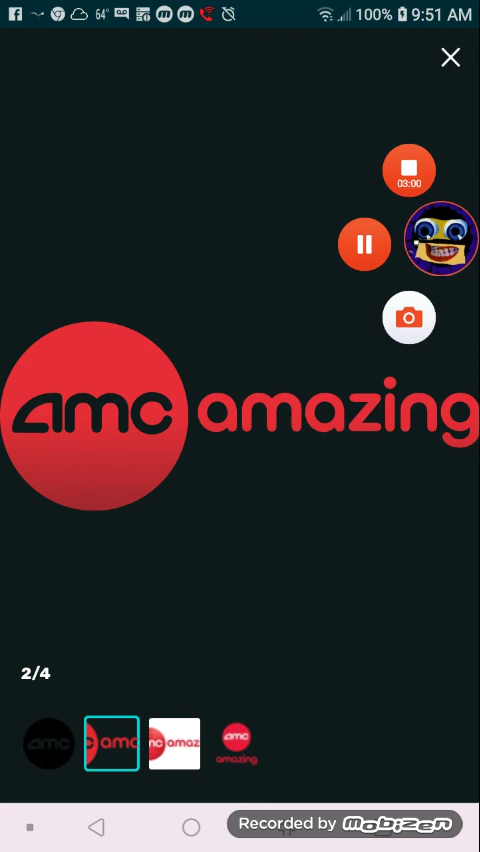 64° 100% 9:51 AM
03:00
amc amazing
2/4
amc amc amaz amc
amazing
Recorded by mobizen